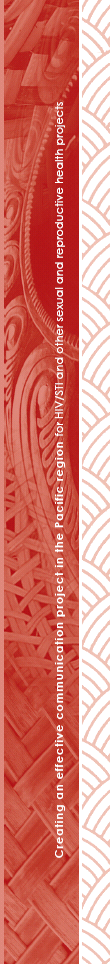 Creating an effective communication project in the Pacific region for HIV/STI and other sexual and reproductive health projects